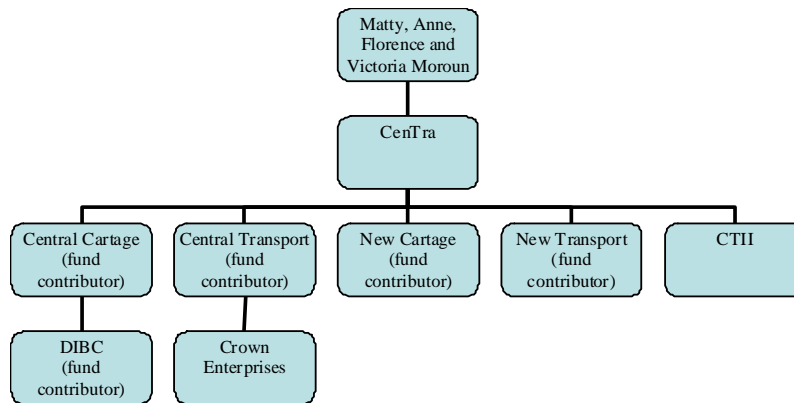 Matty, Anne,
Florence and
Victoria Moroun
CenTra
Central Cartage
(fund
contributor)
Central Transport
(fund
contributor)
New Cartage
(fund
contributor)
New Transport
(fund
contributor)
CTII
DIBC
(fund
contributor)
Crown
Enterprises